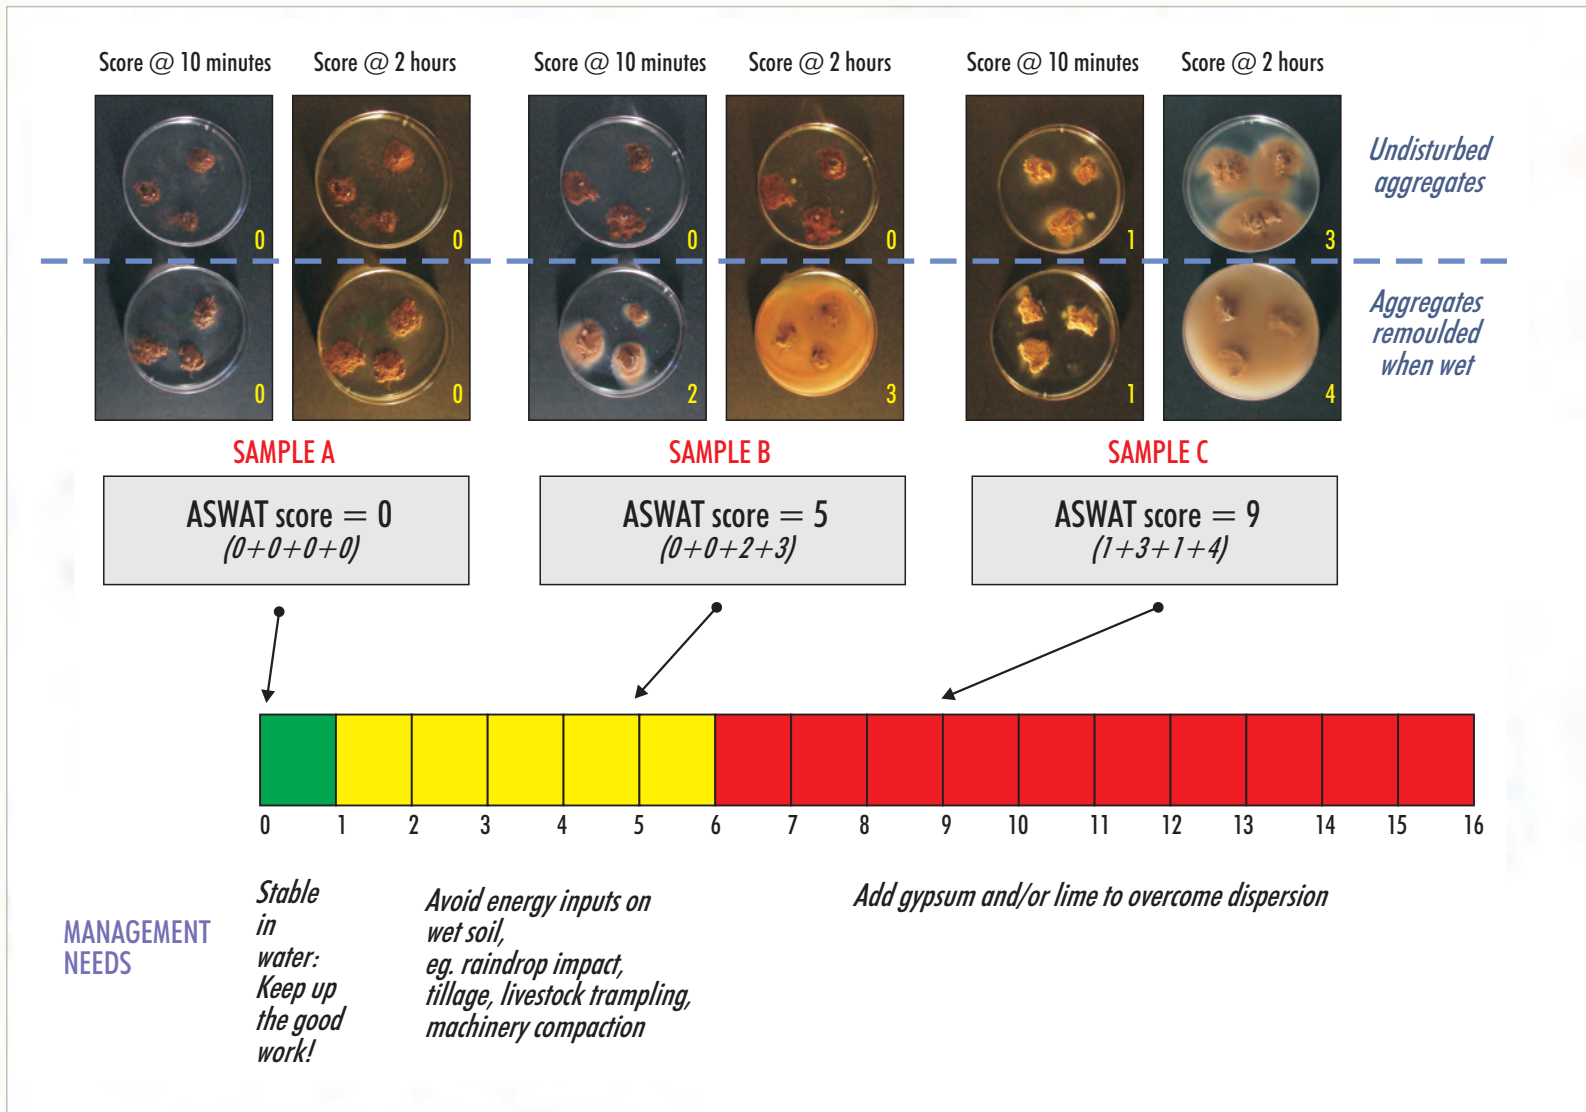 Score @ 10 minutes
Score @ 2 hours
Score @ 10 minutes
Score @ 2 hours
Score @ 10 minutes
Score @ 2 hours
0
0
0
0
1
3
Undisturbed
aggregates
0
0
2
3
1
4
Aggregates
remoulded
when wet
SAMPLE A
SAMPLE B
SAMPLE C
ASWAT score = 0
(0+0+0+0)
ASWAT score = 5
(0+0+2+3)
ASWAT score = 9
(1+3+1+4)
0 1 2 3 4 5 6 7 8 9 10 11 12 13 14 15 16
MANAGEMENT
NEEDS
Stable
in
water:
Keep up
the good
work!
Avoid energy inputs on
wet soil,
eg. raindrop impact,
tillage, livestock trampling,
machinery compaction
Add gypsum and/or lime to overcome dispersion